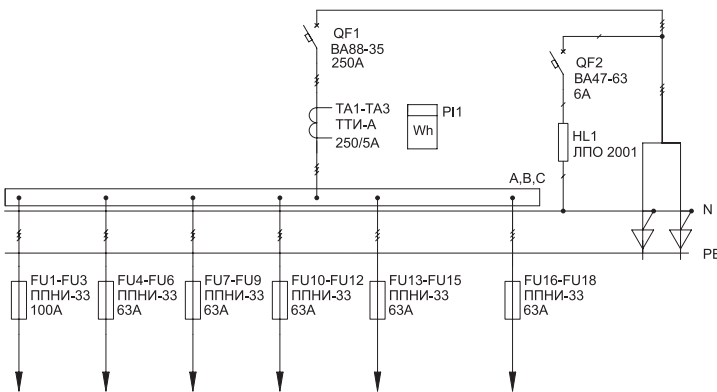 QF1
ВА88-35
250А
QF2
ВА47-63
6А
ТА1-ТА3
ТТИ-А
250/5А
PI1
Wh
HL1
ЛПО 2001
А,В,С
N
PE
FU1-FU3
ППНИ-33
100А
FU4-FU6
ППНИ-33
63А
FU7-FU9
ППНИ-33
63А
FU10-FU12
ППНИ-33
63А
FU13-FU15
ППНИ-33
63А
FU16-FU18
ППНИ-33
63А